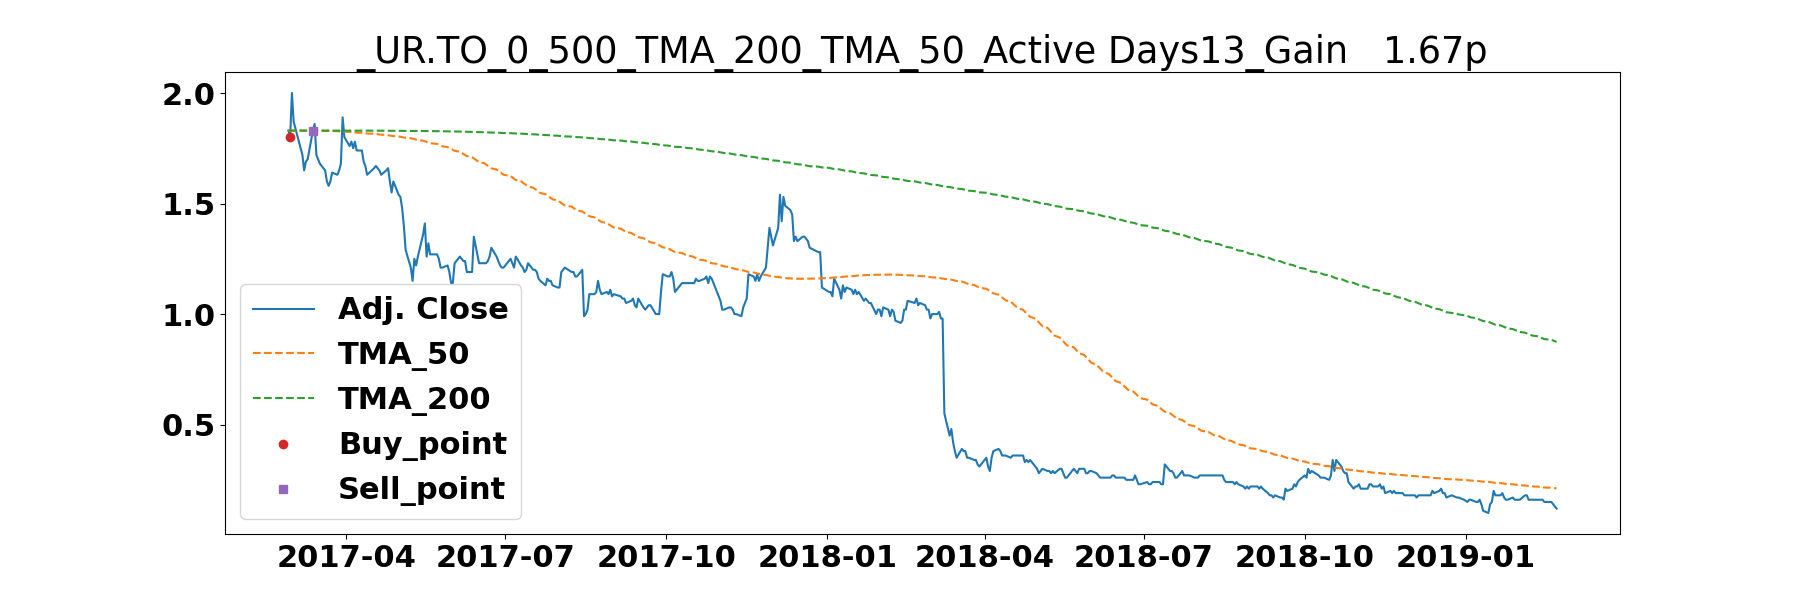 _UR.TO_0_500_TMA_200_TMA_50_Active Days13_Gain   1.67p
2.0
1.5
1.0
0.5
Adj. Close
TMA_50
TMA_200
Buy_point
Sell_point
2017-04 2017-07 2017-10 2018-01 2018-04 2018-07 2018-10 2019-01